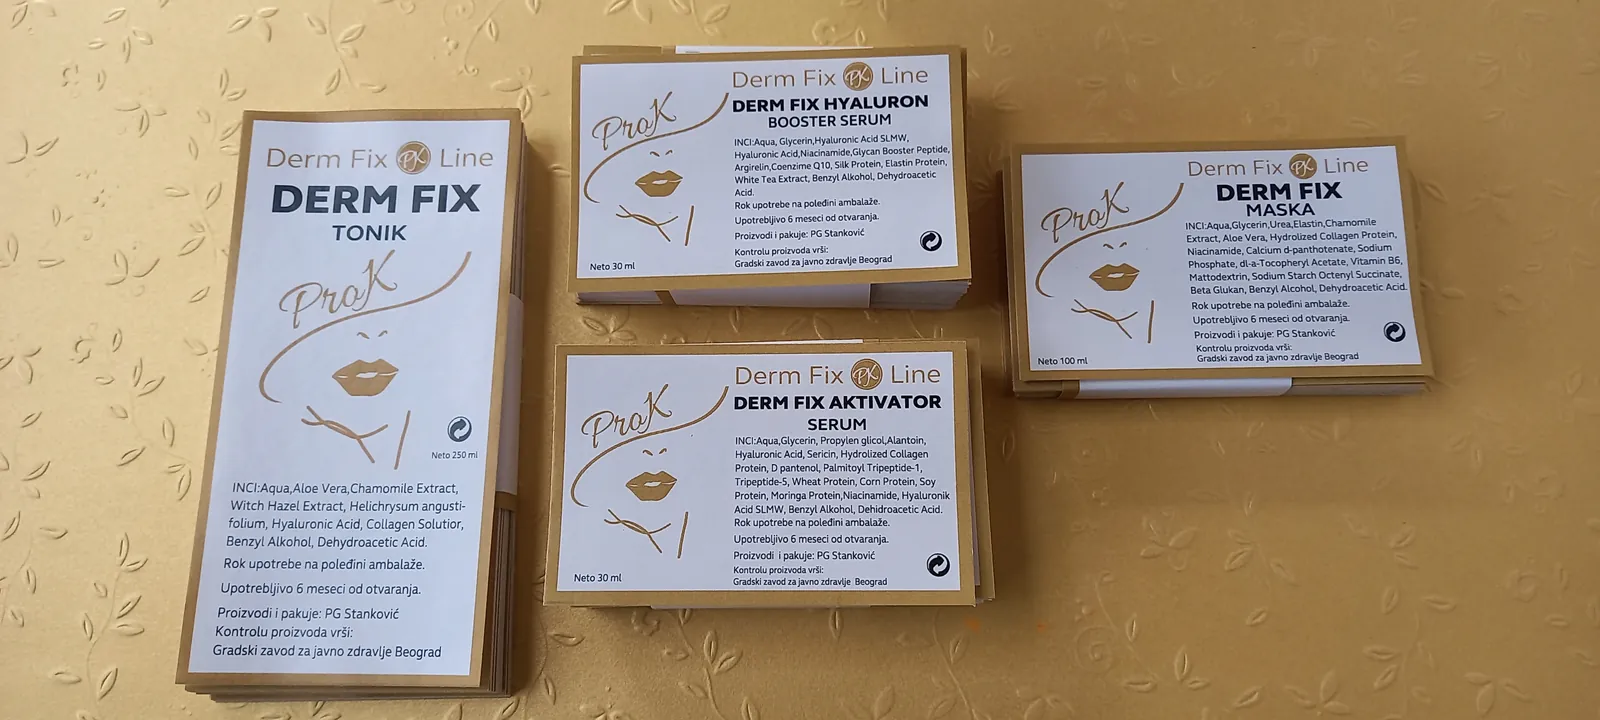 Derm Fix PK Line
DERM FIX
TONIK
ProK
Neto 250 ml
INCI:Aqua,Aloe Vera,Chamomile Extract,
Witch Hazel Extract, Helichrysum angusti-
folium, Hyaluronic Acid, Collagen Solutior,
Benzyl Alkohol, Dehydroacetic Acid.
Rok upotrebe na poleđini ambalaže.
Upotrebljivo 6 meseci od otvaranja.
Proizvodi i pakuje: PG Stanković
Kontrolu proizvoda vrši:
Gradski zavod za javno zdravlje Beograd
Derm Fix PK Line
ProK
DERM FIX HYALURON
BOOSTER SERUM
INCI:Aqua, Glycerin,Hyaluronic Acid SLMW,
Hyaluronic Acid,Niacinamide,Glycan Booster Peptide,
Argirelin,Coenzime Q10, Silk Protein, Elastin Protein,
White Tea Extract, Benzyl Alkohol, Dehydroacetic
Acid.
Rok upotrebe na poleđini ambalaže.
Upotrebljivo 6 meseci od otvaranja.
Proizvodi i pakuje: PG Stanković
Kontrolu proizvoda vrši:
Gradski zavod za javno zdravlje Beograd
Neto 30 ml
Derm Fix PK Line
ProK
DERM FIX AKTIVATOR
SERUM
INCI:Aqua,Glycerin, Propylen glicol,Alantoin,
Hyaluronic Acid, Sericin, Hydrolized Collagen
Protein, D pantenol, Palmitoyl Tripeptide-1,
Tripeptide-5, Wheat Protein, Corn Protein, Soy
Protein, Moringa Protein,Niacinamide, Hyaluronik
Acid SLMW, Benzyl Alkohol, Dehidroacetic Acid.
Rok upotrebe na poleđini ambalaže.
Upotrebljivo 6 meseci od otvaranja.
Proizvodi i pakuje: PG Stanković
Kontrolu proizvoda vrši:
Gradski zavod za javno zdravlje Beograd
Neto 30 ml
Derm Fix PK Line
ProK
DERM FIX
MASKA
INCI:Aqua,Glycerin,Urea,Elastin,Chamomile
Extract, Aloe Vera, Hydrolized Collagen Protein,
Niacinamide, Calcium d-panthotenate, Sodium
Phosphate, dl-a-Tocopheryl Acetate, Vitamin B6,
Mattodextrin, Sodium Starch Octenyl Succinate,
Beta Glukan, Benzyl Alkohol, Dehydroacetic Acid.
Rok upotrebe na poleđini ambalaže.
Upotrebljivo 6 meseci od otvaranja.
Proizvodi i pakuje: PG Stanković
Kontrolu proizvoda vrši:
Gradski zavod za javno zdravlje Beograd
Neto 100 ml